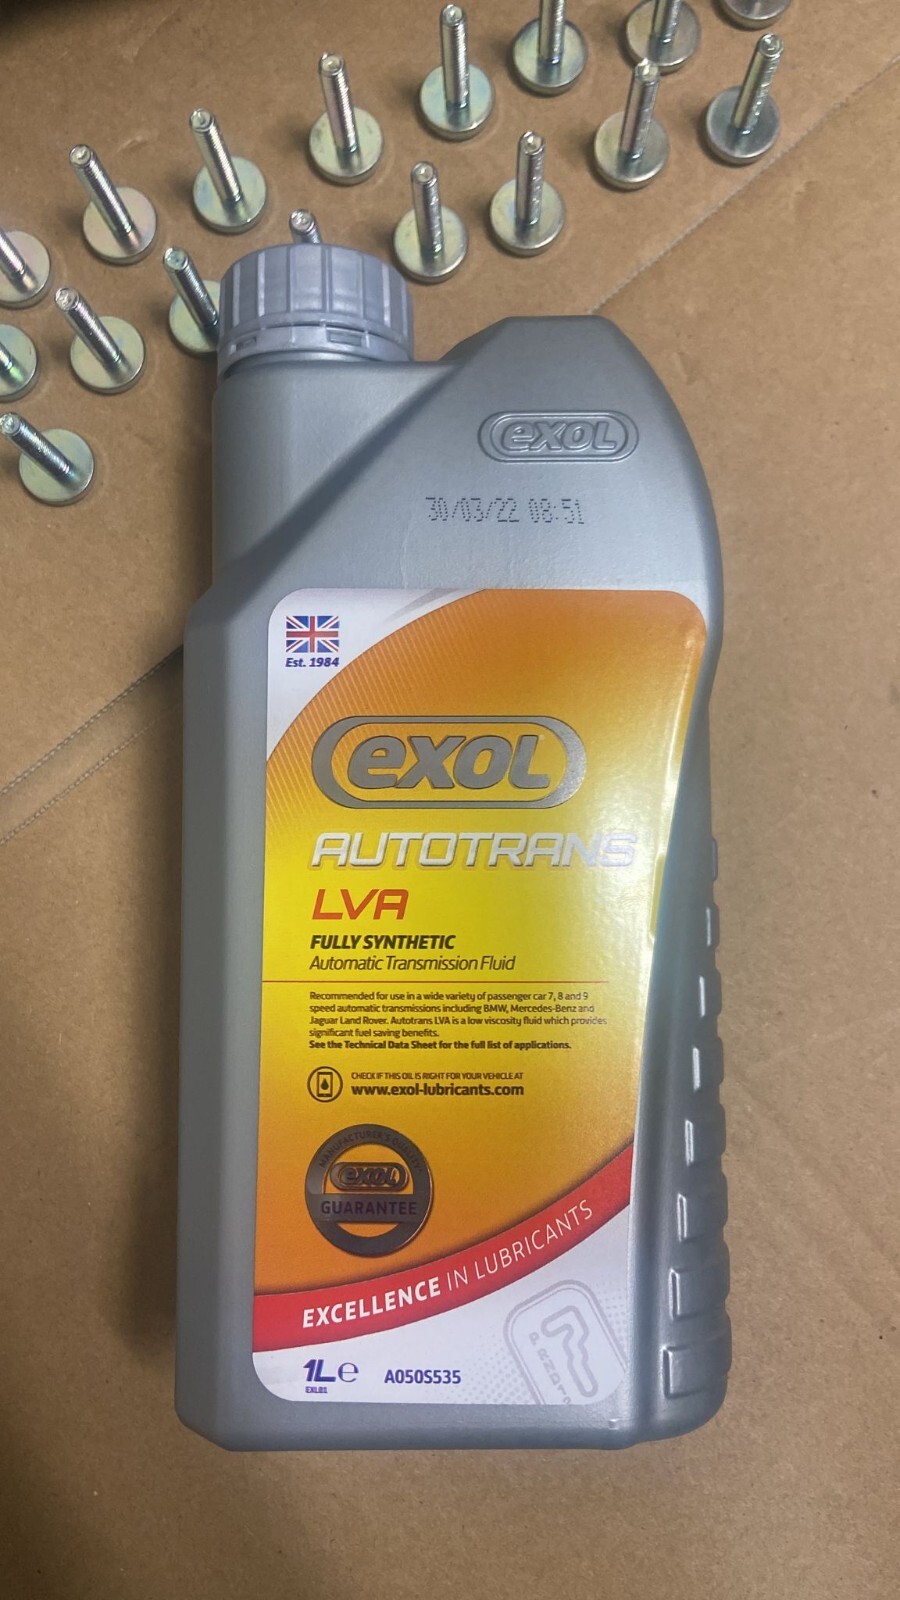 exol
30/03/22 08:51
Est. 1984
exol
AUTOTRANS
LVA
FULLY SYNTHETIC
Automatic Transmission Fluid
Recommended for use in a wide variety of passenger car 7, 8 and 9
speed automatic transmissions including BMW, Mercedes-Benz and
Jaguar Land Rover. Autotrans LVA is a low viscosity fluid which provides
significant fuel saving benefits.
See the Technical Data Sheet for the full list of applications.
CHECK IF THIS OIL IS RIGHT FOR YOUR VEHICLE AT
www.exol-lubricants.com
MANUFACTURER'S QUALITY
exol
GUARANTEE
EXCELLENCE IN LUBRICANTS
1L e
A050S535